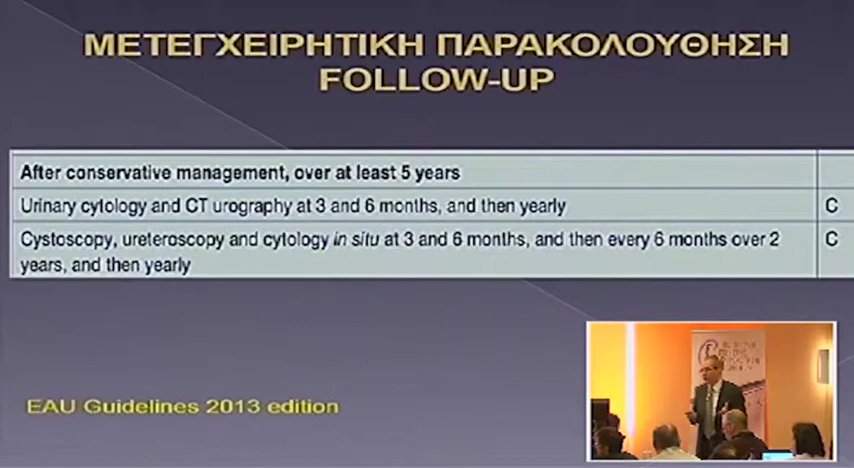 ΜΕΤΕΓΧΕΙΡΗΤΙΚΗ ΠΑΡΑΚΟΛΟΥΘΗΣΗ
FOLLOW-UP
After conservative management, over at least 5 years
Urinary cytology and CT urography at 3 and 6 months, and then yearly C
Cystoscopy, ureteroscopy and cytology in situ at 3 and 6 months, and then every 6 months over 2 C
years, and then yearly
EAU Guidelines 2013 edition